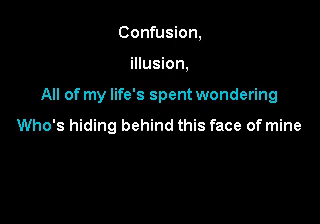 Confusion,
illusion,
All of my life's spent wondering
Who's hiding behind this face of mine